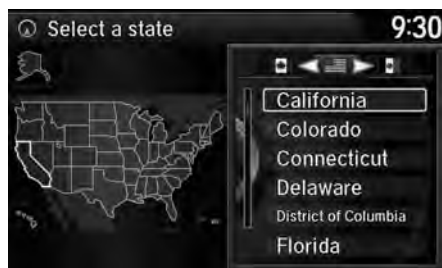 Select a state
9:30
California
Colorado
Connecticut
Delaware
District of Columbia
Florida